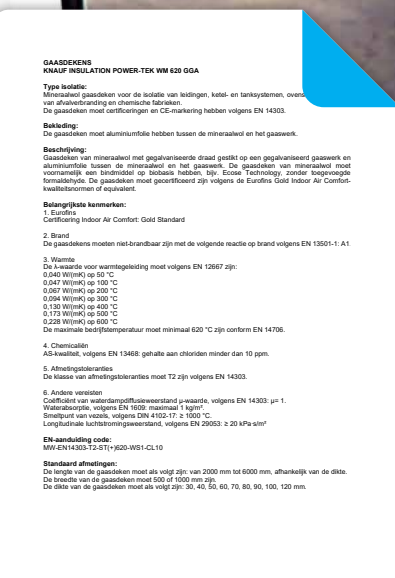 GAASDEKENS
KNAUF INSULATION POWER-TEK WM 620 GGA
Type isolatie:
Mineraalwol gaasdeken voor de isolatie van leidingen, ketel- en tanksystemen, ovens
van afvalverbranding en chemische fabrieken.
De gaasdeken moet certificeringen en CE-markering hebben volgens EN 14303.
Bekleding:
De gaasdeken moet aluminiumfolie hebben tussen de mineraalwol en het gaaswerk.
Beschrijving:
Gaasdeken van mineraalwol met gegalvaniseerde draad gestikt op een gegalvaniseerd gaaswerk en
aluminiumfolie tussen de mineraalwol en het gaaswerk. De gaasdeken van mineraalwol moet
voornamelijk een bindmiddel op biobasis hebben, bijv. Ecose Technology, zonder toegevoegde
formaldehyde. De gaasdeken moet gecertificeerd zijn volgens de Eurofins Gold Indoor Air Comfort-
kwaliteitsnormen of equivalent.
Belangrijkste kenmerken:
1. Eurofins
Certificering Indoor Air Comfort: Gold Standard
2. Brand
De gaasdekens moeten niet-brandbaar zijn met de volgende reactie op brand volgens EN 13501-1: A1
3. Warmte
De λ-waarde voor warmtegeleiding moet volgens EN 12667 zijn:
0,040 W/(mK) op 50 °C
0,047 W/(mK) op 100 °C
0,067 W/(mK) op 200 °C
0,094 W/(mK) op 300 °C
0,130 W/(mK) op 400 °C
0,173 W/(mK) op 500 °C
0,228 W/(mK) op 600 °C
De maximale bedrijfstemperatuur moet minimaal 620 °C zijn conform EN 14706.
4. Chemicaliën
AS-kwaliteit, volgens EN 13468: gehalte aan chloriden minder dan 10 ppm.
5. Afmetingstoleranties
De klasse van afmetingstoleranties moet T2 zijn volgens EN 14303.
6. Andere vereisten
Coëfficiënt van waterdampdiffusieweerstand μ-waarde, volgens EN 14303: μ= 1.
Waterabsorptie, volgens EN 1609: maximaal 1 kg/m².
Smeltpunt van vezels, volgens DIN 4102-17: ≥ 1000 °C.
Longitudinale luchtstromingsweerstand, volgens EN 29053: ≥ 20 kPa·s/m²
EN-aanduiding code:
MW-EN14303-T2-ST(+)620-WS1-CL10
Standaard afmetingen:
De lengte van de gaasdeken moet als volgt zijn: van 2000 mm tot 6000 mm, afhankelijk van de dikte.
De breedte van de gaasdeken moet 500 of 1000 mm zijn.
De dikte van de gaasdeken moet als volgt zijn: 30, 40, 50, 60, 70, 80, 90, 100, 120 mm.